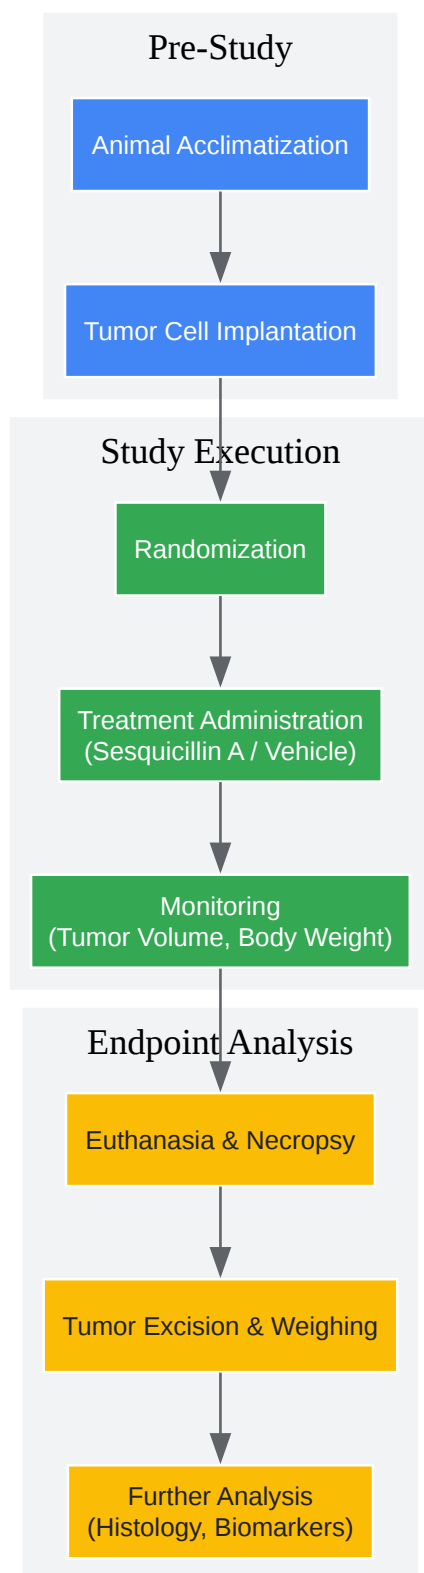 Pre-Study
Animal Acclimatization
Tumor Cell Implantation
Study Execution
Randomization
Treatment Administration
(Sesquicillin A / Vehicle)
Monitoring
(Tumor Volume, Body Weight)
Endpoint Analysis
Euthanasia & Necropsy
Tumor Excision & Weighing
Further Analysis
(Histology, Biomarkers)